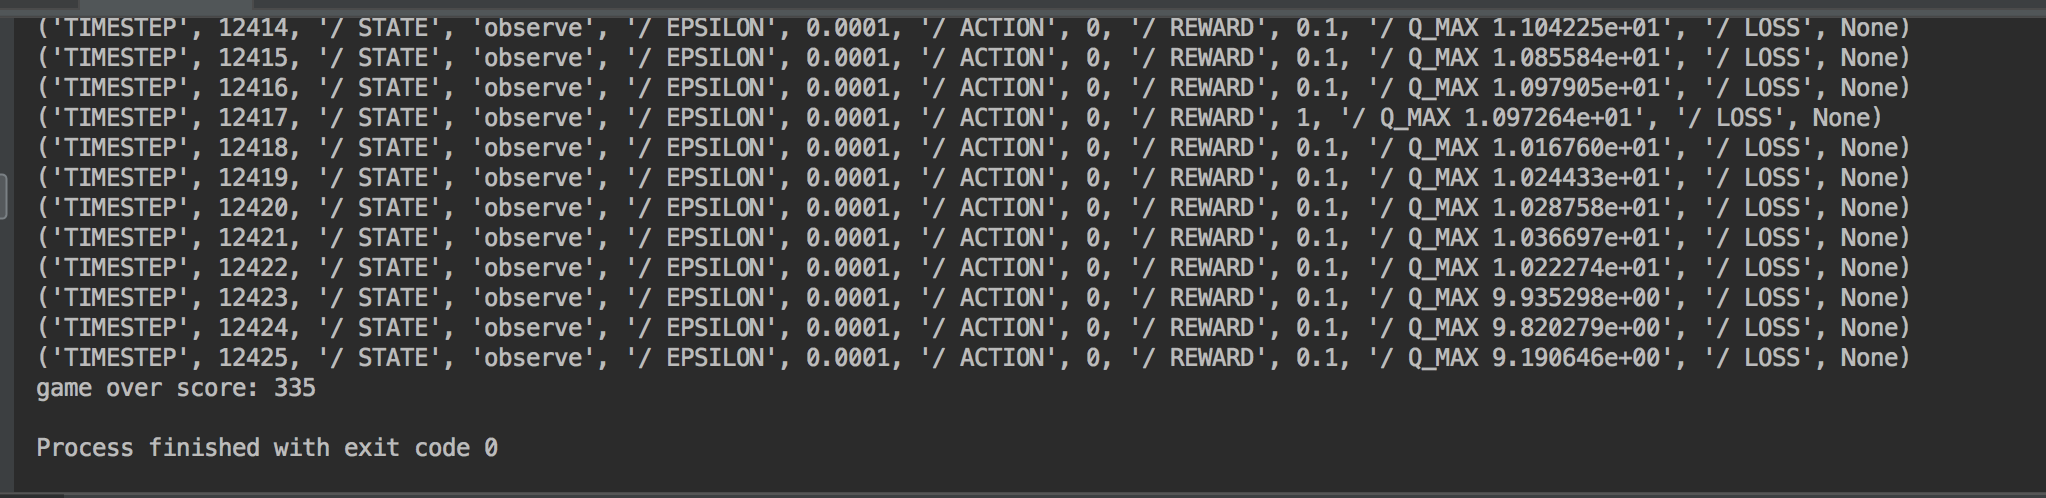 ('TIMESTEP', 12414, '/ STATE', 'observe', '/ EPSILON', 0.0001, '/ ACTION', 0, '/ REWARD', 0.1, '/ Q_MAX 1.104225e+01', '/ LOSS', None)
('TIMESTEP', 12415, '/ STATE', 'observe', '/ EPSILON', 0.0001, '/ ACTION', 0, '/ REWARD', 0.1, '/ Q_MAX 1.085584e+01', '/ LOSS', None)
('TIMESTEP', 12416, '/ STATE', 'observe', '/ EPSILON', 0.0001, '/ ACTION', 0, '/ REWARD', 0.1, '/ Q_MAX 1.097905e+01', '/ LOSS', None)
('TIMESTEP', 12417, '/ STATE', 'observe', '/ EPSILON', 0.0001, '/ ACTION', 0, '/ REWARD', 1, '/ Q_MAX 1.097264e+01', '/ LOSS', None)
('TIMESTEP', 12418, '/ STATE', 'observe', '/ EPSILON', 0.0001, '/ ACTION', 0, '/ REWARD', 0.1, '/ Q_MAX 1.016760e+01', '/ LOSS', None)
('TIMESTEP', 12419, '/ STATE', 'observe', '/ EPSILON', 0.0001, '/ ACTION', 0, '/ REWARD', 0.1, '/ Q_MAX 1.024433e+01', '/ LOSS', None)
('TIMESTEP', 12420, '/ STATE', 'observe', '/ EPSILON', 0.0001, '/ ACTION', 0, '/ REWARD', 0.1, '/ Q_MAX 1.028758e+01', '/ LOSS', None)
('TIMESTEP', 12421, '/ STATE', 'observe', '/ EPSILON', 0.0001, '/ ACTION', 0, '/ REWARD', 0.1, '/ Q_MAX 1.036697e+01', '/ LOSS', None)
('TIMESTEP', 12422, '/ STATE', 'observe', '/ EPSILON', 0.0001, '/ ACTION', 0, '/ REWARD', 0.1, '/ Q_MAX 1.022274e+01', '/ LOSS', None)
('TIMESTEP', 12423, '/ STATE', 'observe', '/ EPSILON', 0.0001, '/ ACTION', 0, '/ REWARD', 0.1, '/ Q_MAX 9.935298e+00', '/ LOSS', None)
('TIMESTEP', 12424, '/ STATE', 'observe', '/ EPSILON', 0.0001, '/ ACTION', 0, '/ REWARD', 0.1, '/ Q_MAX 9.820279e+00', '/ LOSS', None)
('TIMESTEP', 12425, '/ STATE', 'observe', '/ EPSILON', 0.0001, '/ ACTION', 0, '/ REWARD', 0.1, '/ Q_MAX 9.190646e+00', '/ LOSS', None)
game over score: 335
Process finished with exit code 0